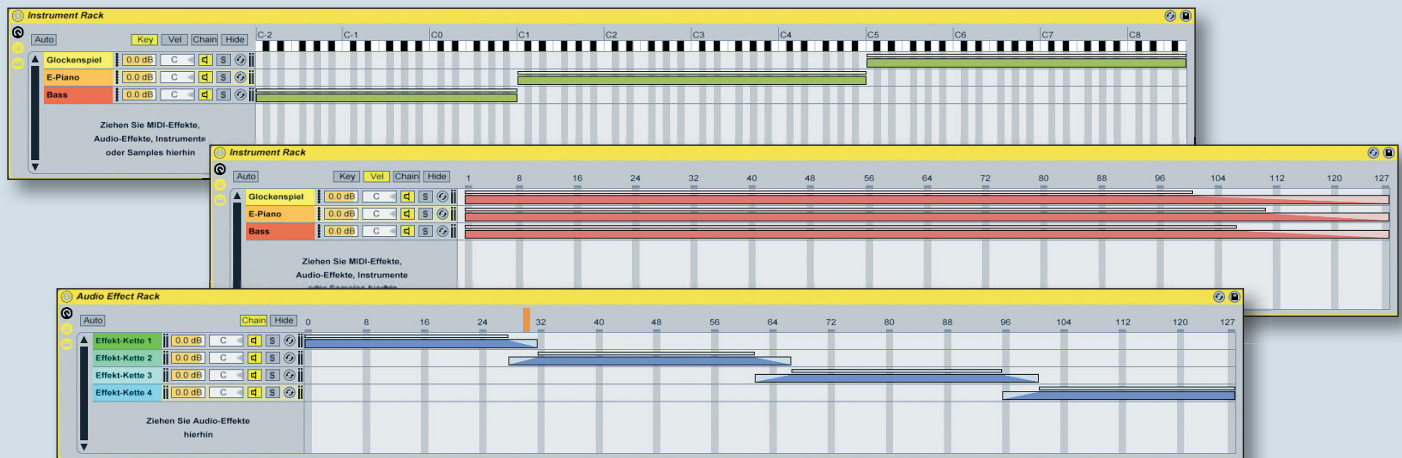 Instrument Rack
Auto Key Vel Chain Hide C-2 C-1 C0 C1 C2 C3 C4 C5 C6 C7 C8
Glockenspiel 0.0 dB C S
E-Piano 0.0 dB C S
Bass 0.0 dB C S
Ziehen Sie MIDI-Effekte,
Audio-Effekte, Instrumente
oder Samples hierhin
Instrument Rack
Auto Key Vel Chain Hide 1 8 16 24 32 40 48 56 64 72 80 88 96 104 112 120 127
Glockenspiel 0.0 dB C S
E-Piano 0.0 dB C S
Bass 0.0 dB C S
Ziehen Sie MIDI-Effekte,
Audio-Effekte, Instrumente
oder Samples hierhin
Audio Effect Rack
Auto Chain Hide 0 8 16 24 32 40 48 56 64 72 80 88 96 104 112 120 127
Effekt-Kette 1 0.0 dB C S
Effekt-Kette 2 0.0 dB C S
Effekt-Kette 3 0.0 dB C S
Effekt-Kette 4 0.0 dB C S
Ziehen Sie Audio-Effekte
hierhin